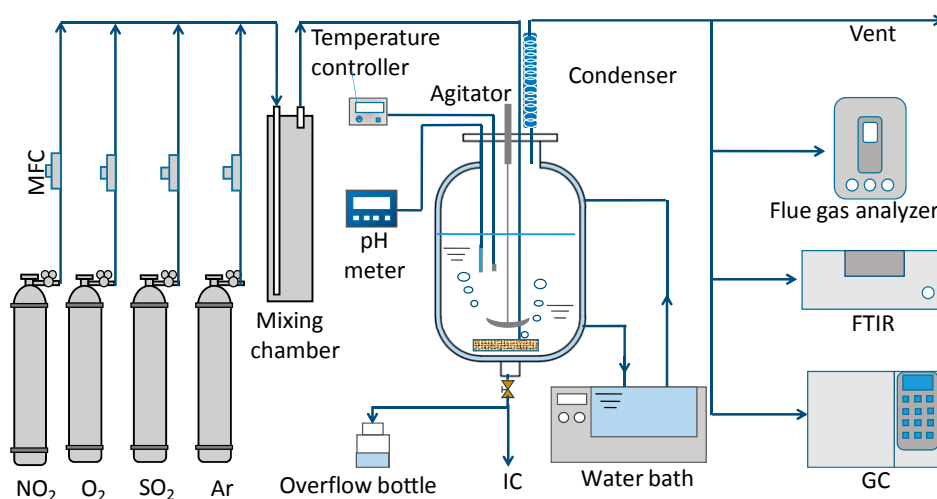 Temperature
controller
Agitator
Condenser
Vent
MFC
pH
meter
Flue gas analyzer
Mixing
chamber
FTIR
NO₂
O₂
SO₂
Ar
Overflow bottle
IC
Water bath
GC